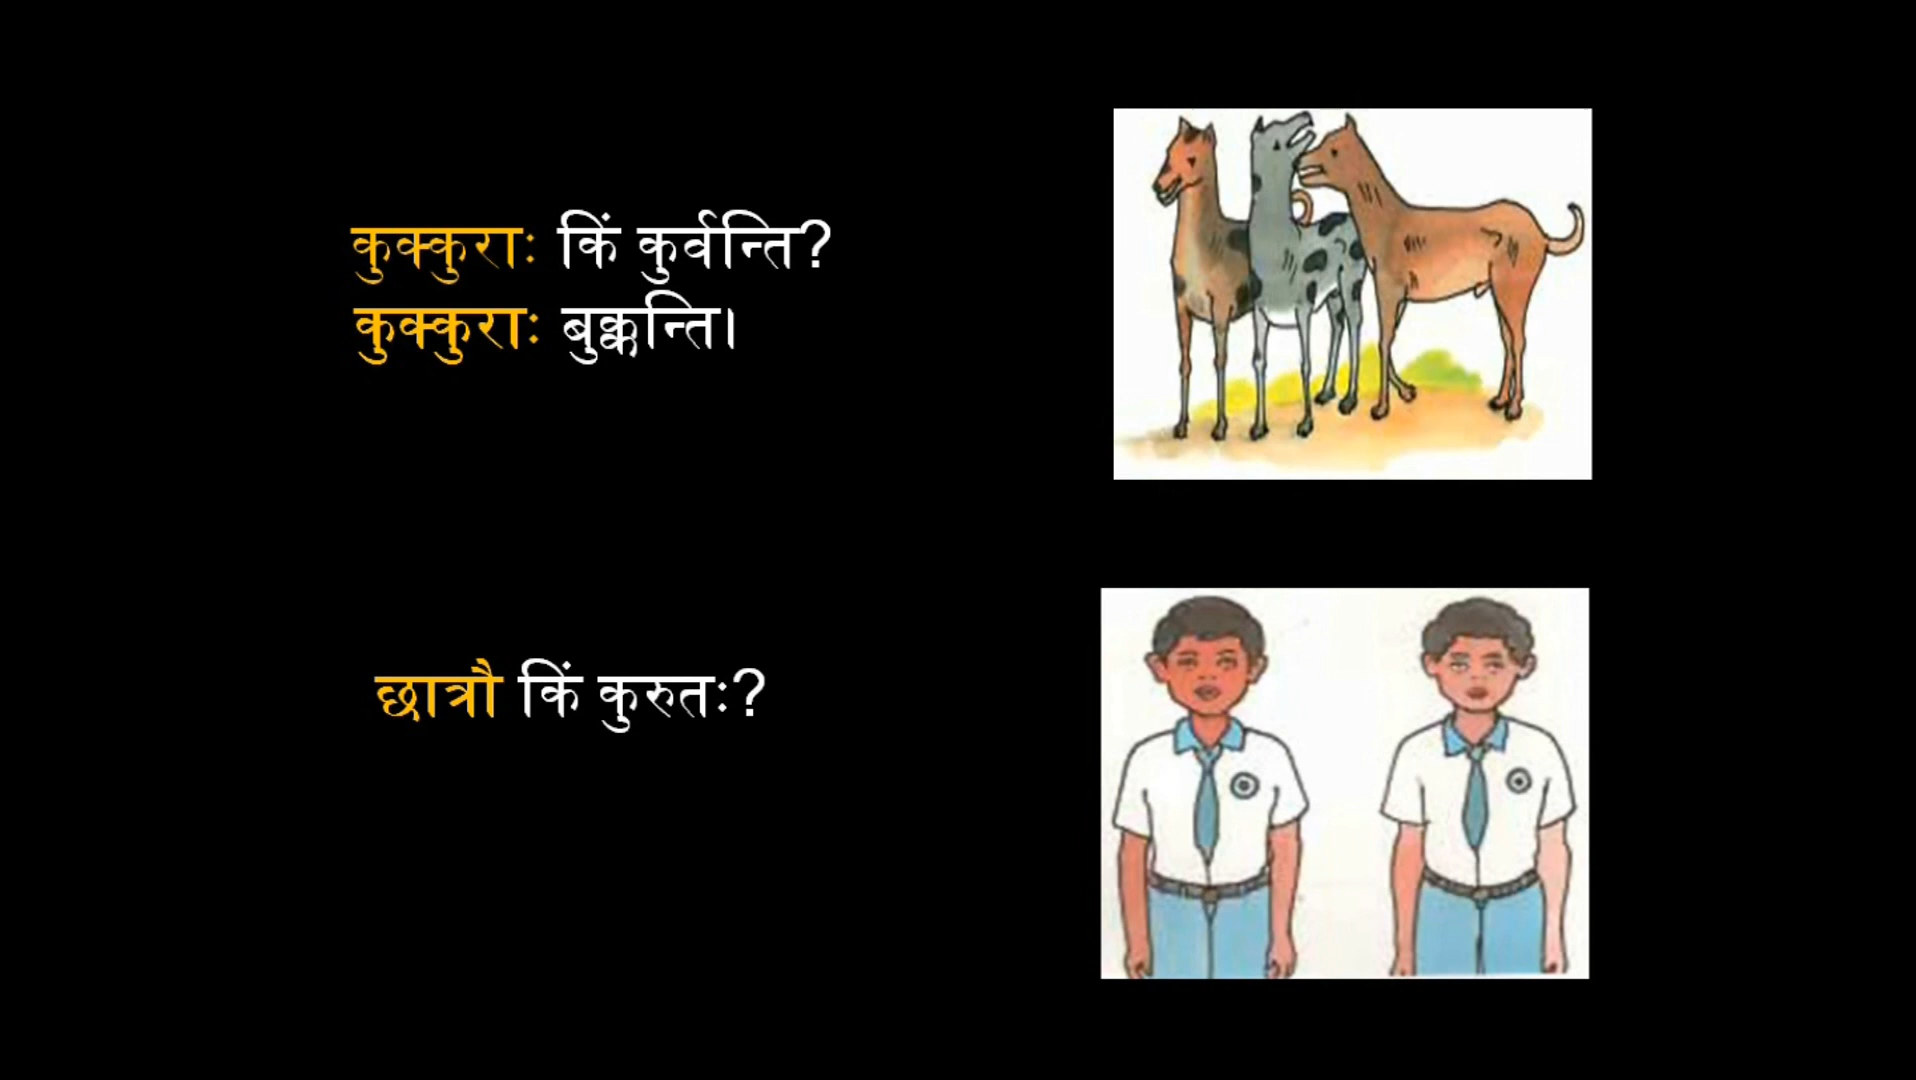 कुक्कुराः किं कुर्वन्ति?
कुक्कुराः बुक्कन्ति।
छात्रौ किं कुरुतः?